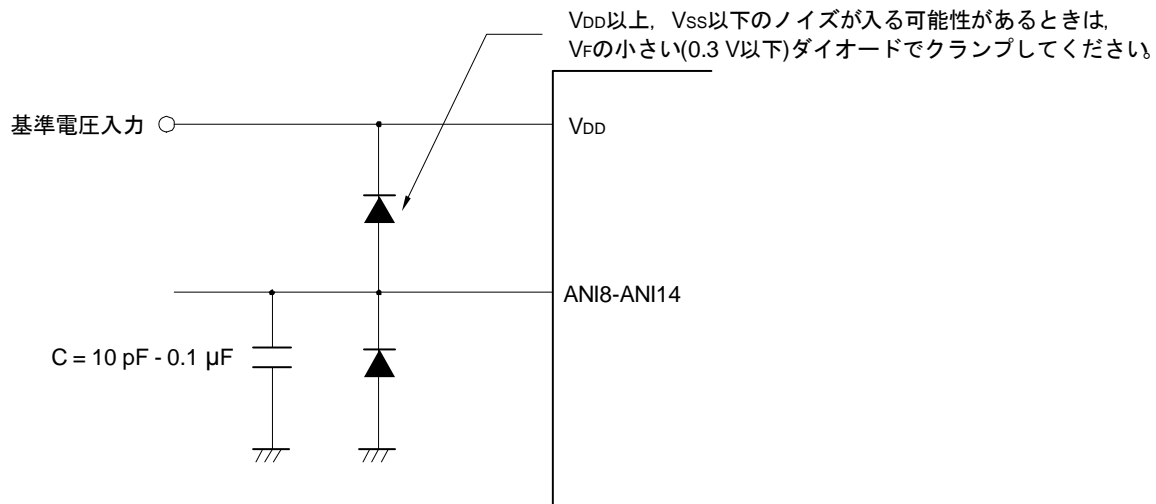 VDD以上，VSS以下のノイズが入る可能性があるときは，
VFの小さい(0.3 V以下)ダイオードでクランプしてください。
基準電圧入力
VDD
ANI8-ANI14
C = 10 pF - 0.1 μF